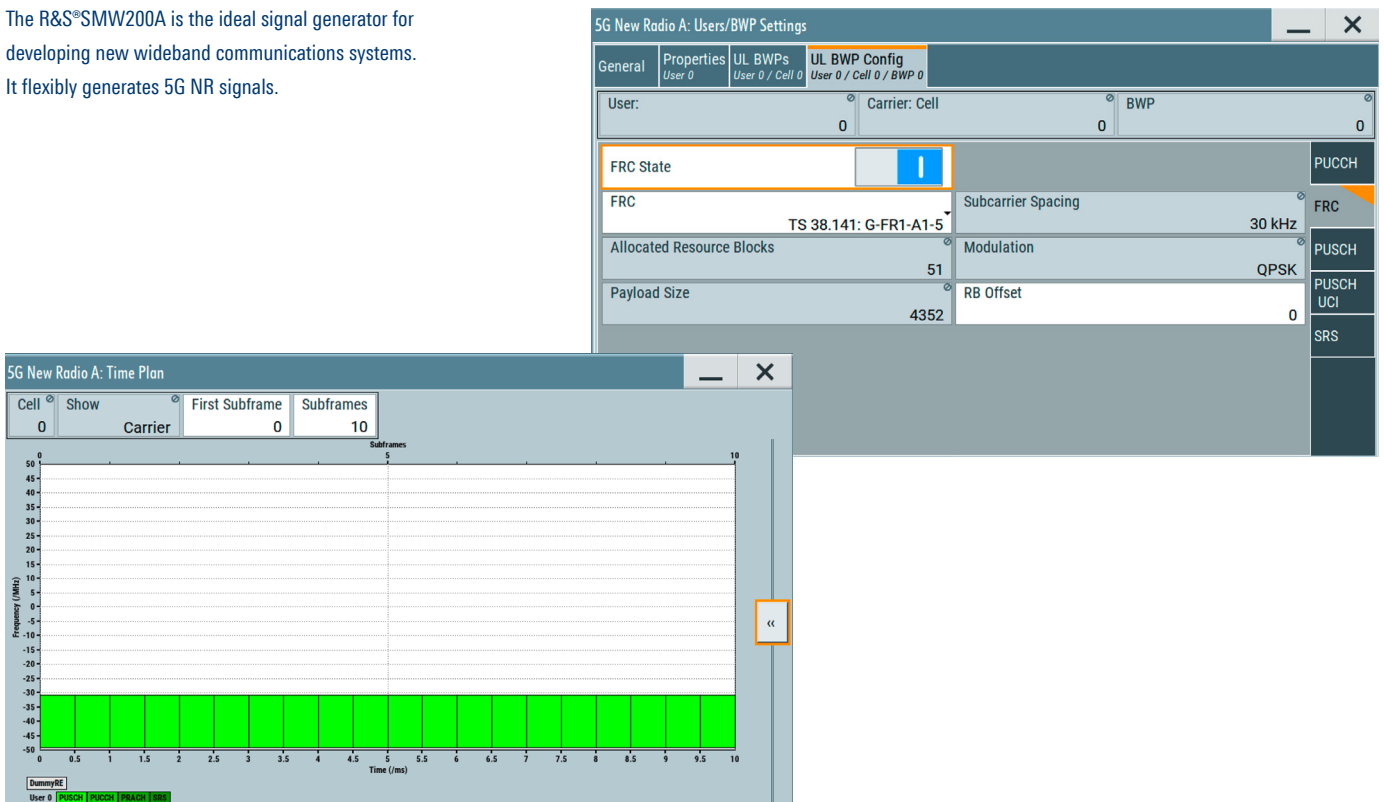 The R&S®SMW200A is the ideal signal generator for
developing new wideband communications systems.
It flexibly generates 5G NR signals.
5G New Radio A: Users/BWP Settings
General
Properties
User 0
UL BWPs
User 0 / Cell 0
UL BWP Config
User 0 / Cell 0 / BWP 0
User:
0
Carrier: Cell
0
BWP
0
FRC State
FRC
TS 38.141: G-FR1-A1-5
Subcarrier Spacing
30 kHz
Allocated Resource Blocks
51
Modulation
QPSK
Payload Size
4352
RB Offset
0
PUCCH
FRC
PUSCH
PUSCH
UCI
SRS
5G New Radio A: Time Plan
Cell
0
Show
Carrier
First Subframe
0
Subframes
10
Subframes
0 5 10
Frequency (/MHz)
50
45
40
35
30
25
20
15
10
5
0
-5
-10
-15
-20
-25
-30
-35
-40
-45
-50
0 0.5 1 1.5 2 2.5 3 3.5 4 4.5 5 5.5 6 6.5 7 7.5 8 8.5 9 9.5 10
Time (/ms)
«
DummyRE
User 0 PUSCH PUCCH PRACH SRS